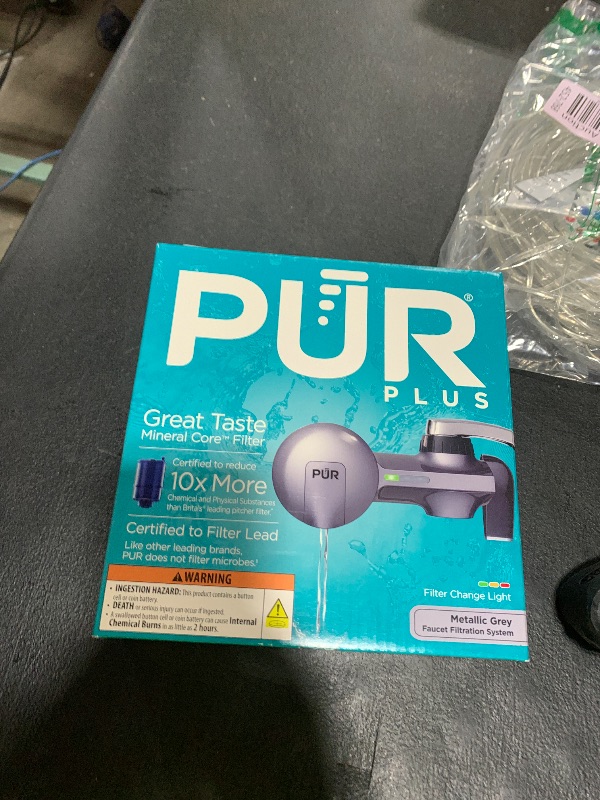 PUR®
PLUS
Great Taste
Mineral Core™ Filter
Certified to reduce
10x More
Chemical and Physical Substances
than Brita's® leading pitcher filter.*
Certified to Filter Lead
Like other leading brands,
PUR does not filter microbes.¹
WARNING
• INGESTION HAZARD: This product contains a button
cell or coin battery.
• DEATH or serious injury can occur if ingested.
• A swallowed button cell or coin battery can cause Internal
Chemical Burns in as little as 2 hours.
PUR
Filter Change Light
Metallic Grey
Faucet Filtration System
Auction